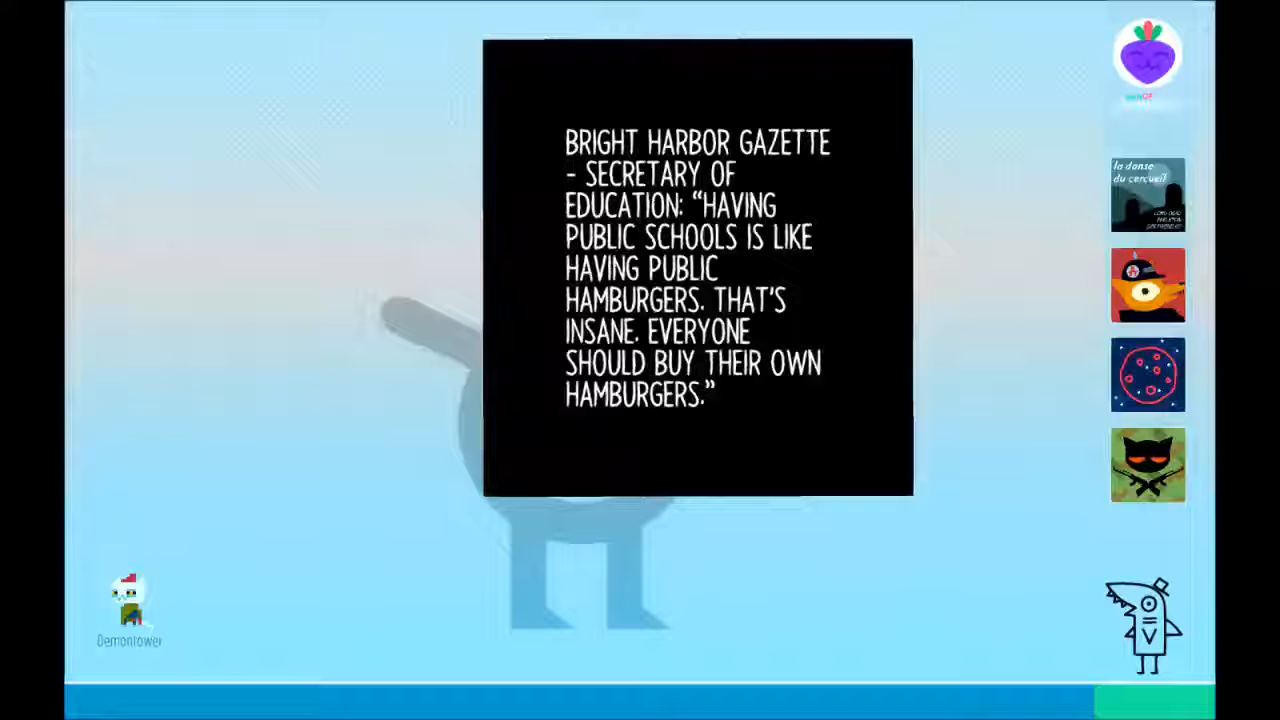 BRIGHT HARBOR GAZETTE
- SECRETARY OF
EDUCATION: “HAVING
PUBLIC SCHOOLS IS LIKE
HAVING PUBLIC
HAMBURGERS. THAT'S
INSANE. EVERYONE
SHOULD BUY THEIR OWN
HAMBURGERS.”
la danse
du cercueil
Demontower